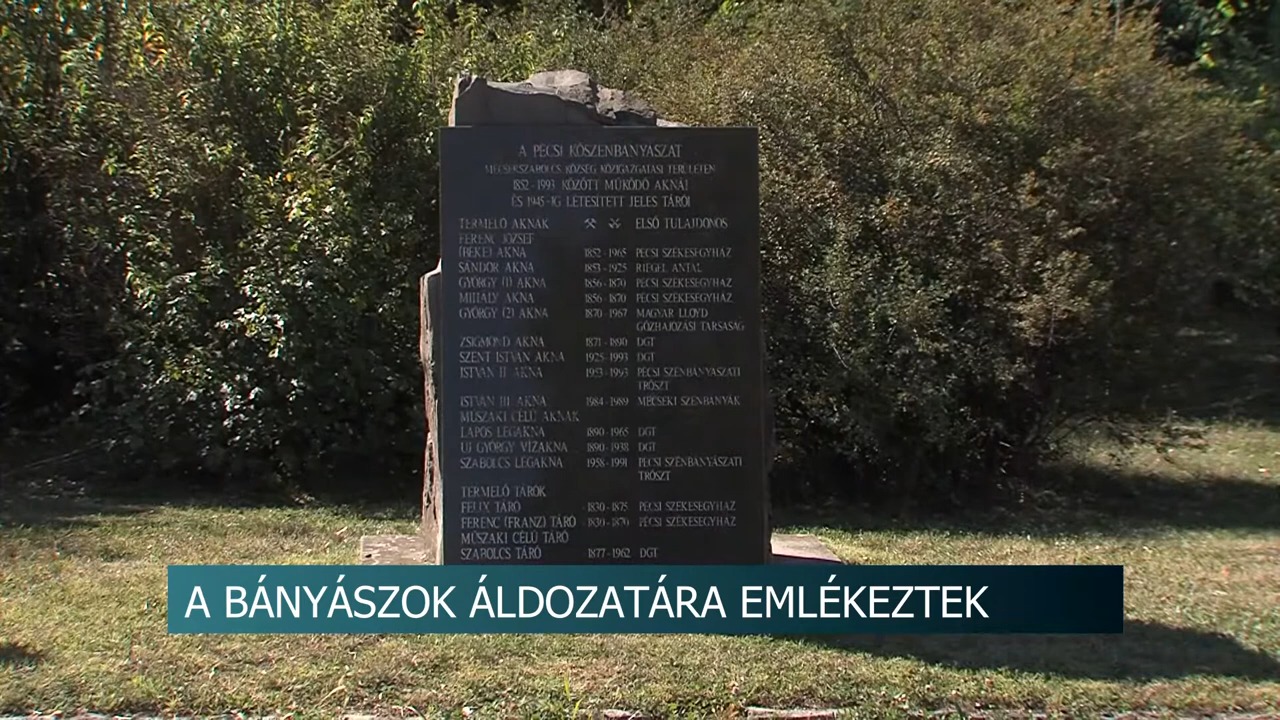 A PÉCSI KŐSZÉNBÁNYÁSZAT
MECSEKSZABOLCS KÖZSÉG KÖZIGAZGATÁSI TERÜLETÉN
1852-1993 KÖZÖTT MŰKÖDŐ AKNÁI
ÉS 1945-IG LÉTESÍTETT JELES TÁRÓI
TERMELŐ AKNÁK ELSŐ TULAJDONOS
FERENC JÓZSEF
(BÉKE) AKNA 1852-1965 PÉCSI SZÉKESEGYHÁZ
SÁNDOR AKNA 1853-1925 RIEGEL ANTAL
GYÖRGY (1) AKNA 1856-1870 PÉCSI SZÉKESEGYHÁZ
MIHÁLY AKNA 1856-1870 PÉCSI SZÉKESEGYHÁZ
GYÖRGY (2) AKNA 1870-1967 MAGYAR LLOYD
GŐZHAJÓZÁSI TÁRSASÁG
ZSIGMOND AKNA 1871-1890 DGT
SZENT ISTVÁN AKNA 1925-1993 DGT
ISTVÁN II AKNA 1953-1993 PÉCSI SZÉNBÁNYÁSZATI
TRÖSZT
ISTVÁN III AKNA 1984-1989 MECSEKI SZÉNBÁNYÁK
MŰSZAKI CÉLÚ AKNÁK
LAPOS LÉGAKNA 1890-1965 DGT
ÚJ GYÖRGY VÍZAKNA 1890-1938 DGT
SZABOLCS LÉGAKNA 1958-1991 PÉCSI SZÉNBÁNYÁSZATI
TRÖSZT
TERMELŐ TÁRÓK
FÉLIX TÁRÓ 1830-1875 PÉCSI SZÉKESEGYHÁZ
FERENC (FRANZ) TÁRÓ 1830-1870 PÉCSI SZÉKESEGYHÁZ
MŰSZAKI CÉLÚ TÁRÓ
SZABOLCS TÁRÓ 1877-1962 DGT
A BÁNYÁSZOK ÁLDOZATÁRA EMLÉKEZTEK